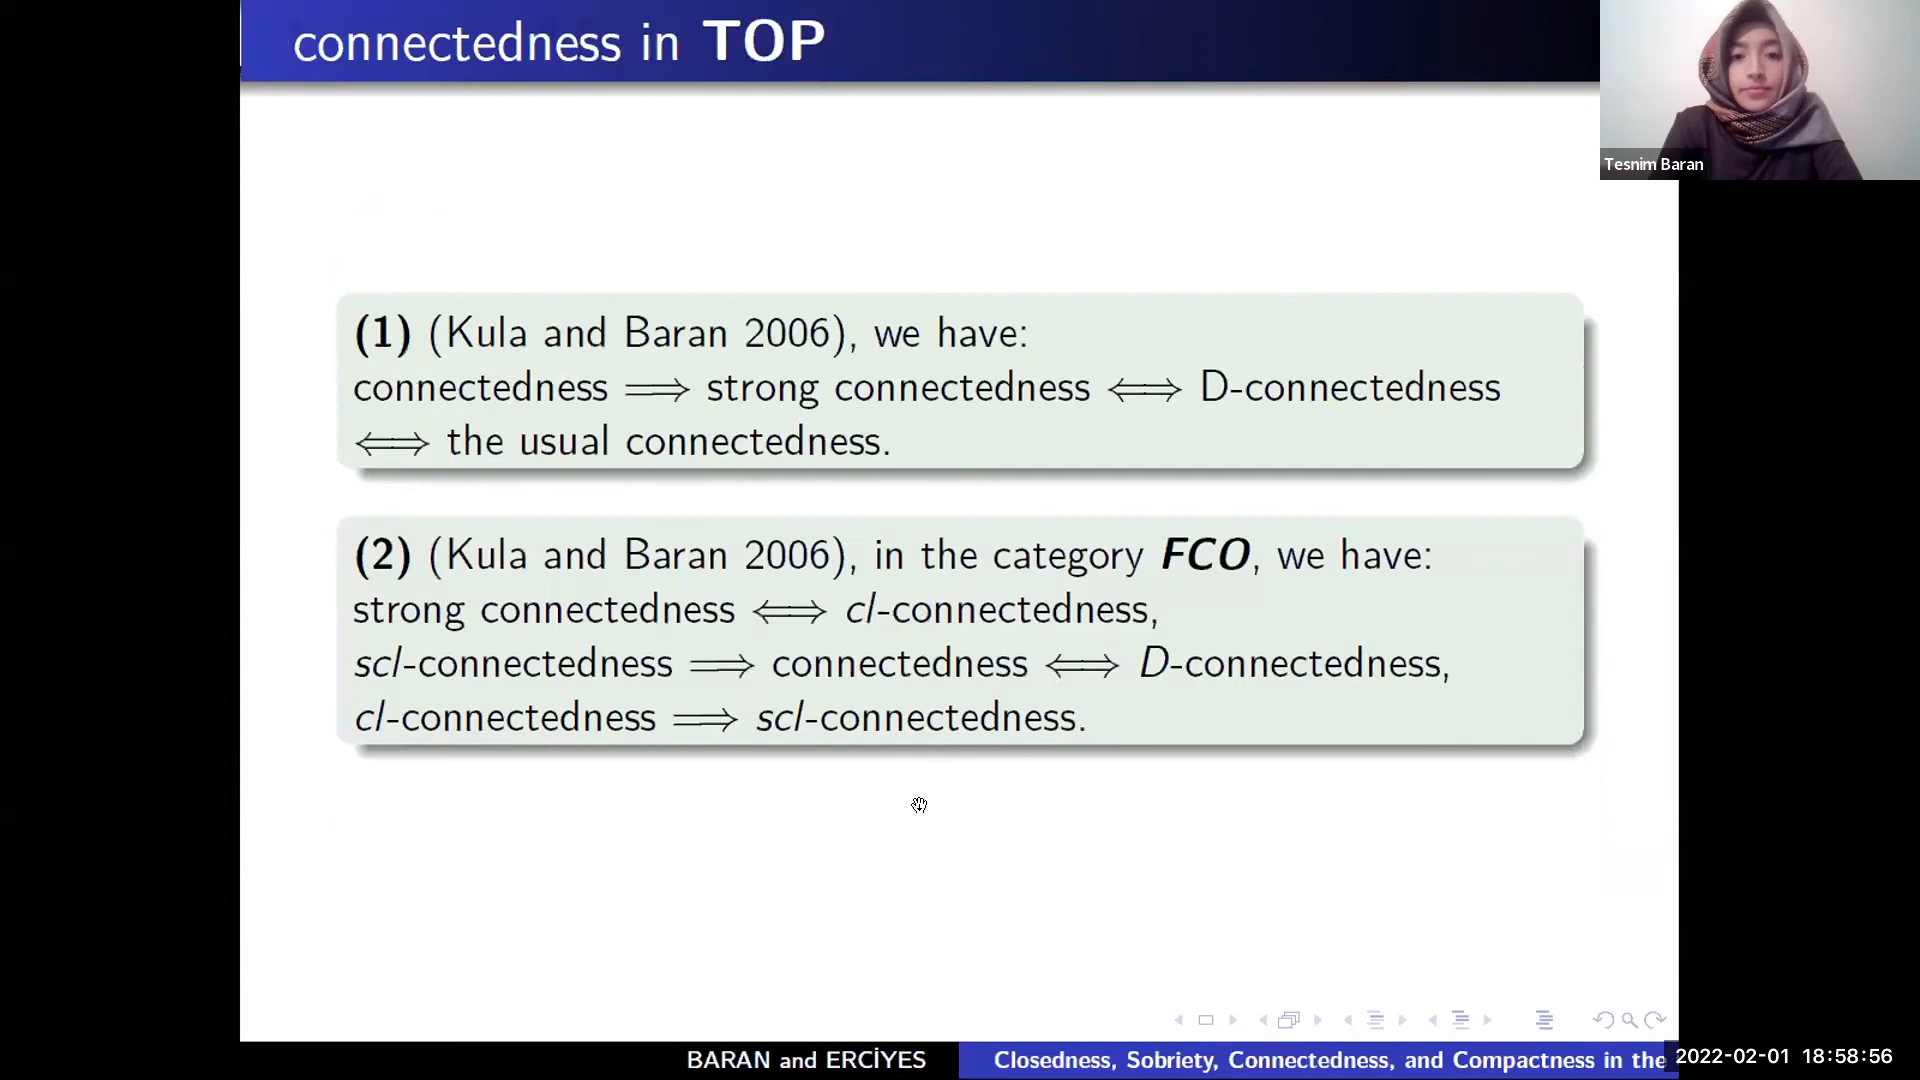 connectedness in TOP
Tesnim Baran
(1) (Kula and Baran 2006), we have:
connectedness ⟹ strong connectedness ⟺ D-connectedness
⟺ the usual connectedness.
(2) (Kula and Baran 2006), in the category FCO, we have:
strong connectedness ⟺ cl-connectedness,
scl-connectedness ⟹ connectedness ⟺ D-connectedness,
cl-connectedness ⟹ scl-connectedness.
BARAN and ERCİYES
Closedness, Sobriety, Connectedness, and Compactness in the
2022-02-01 18:58:56